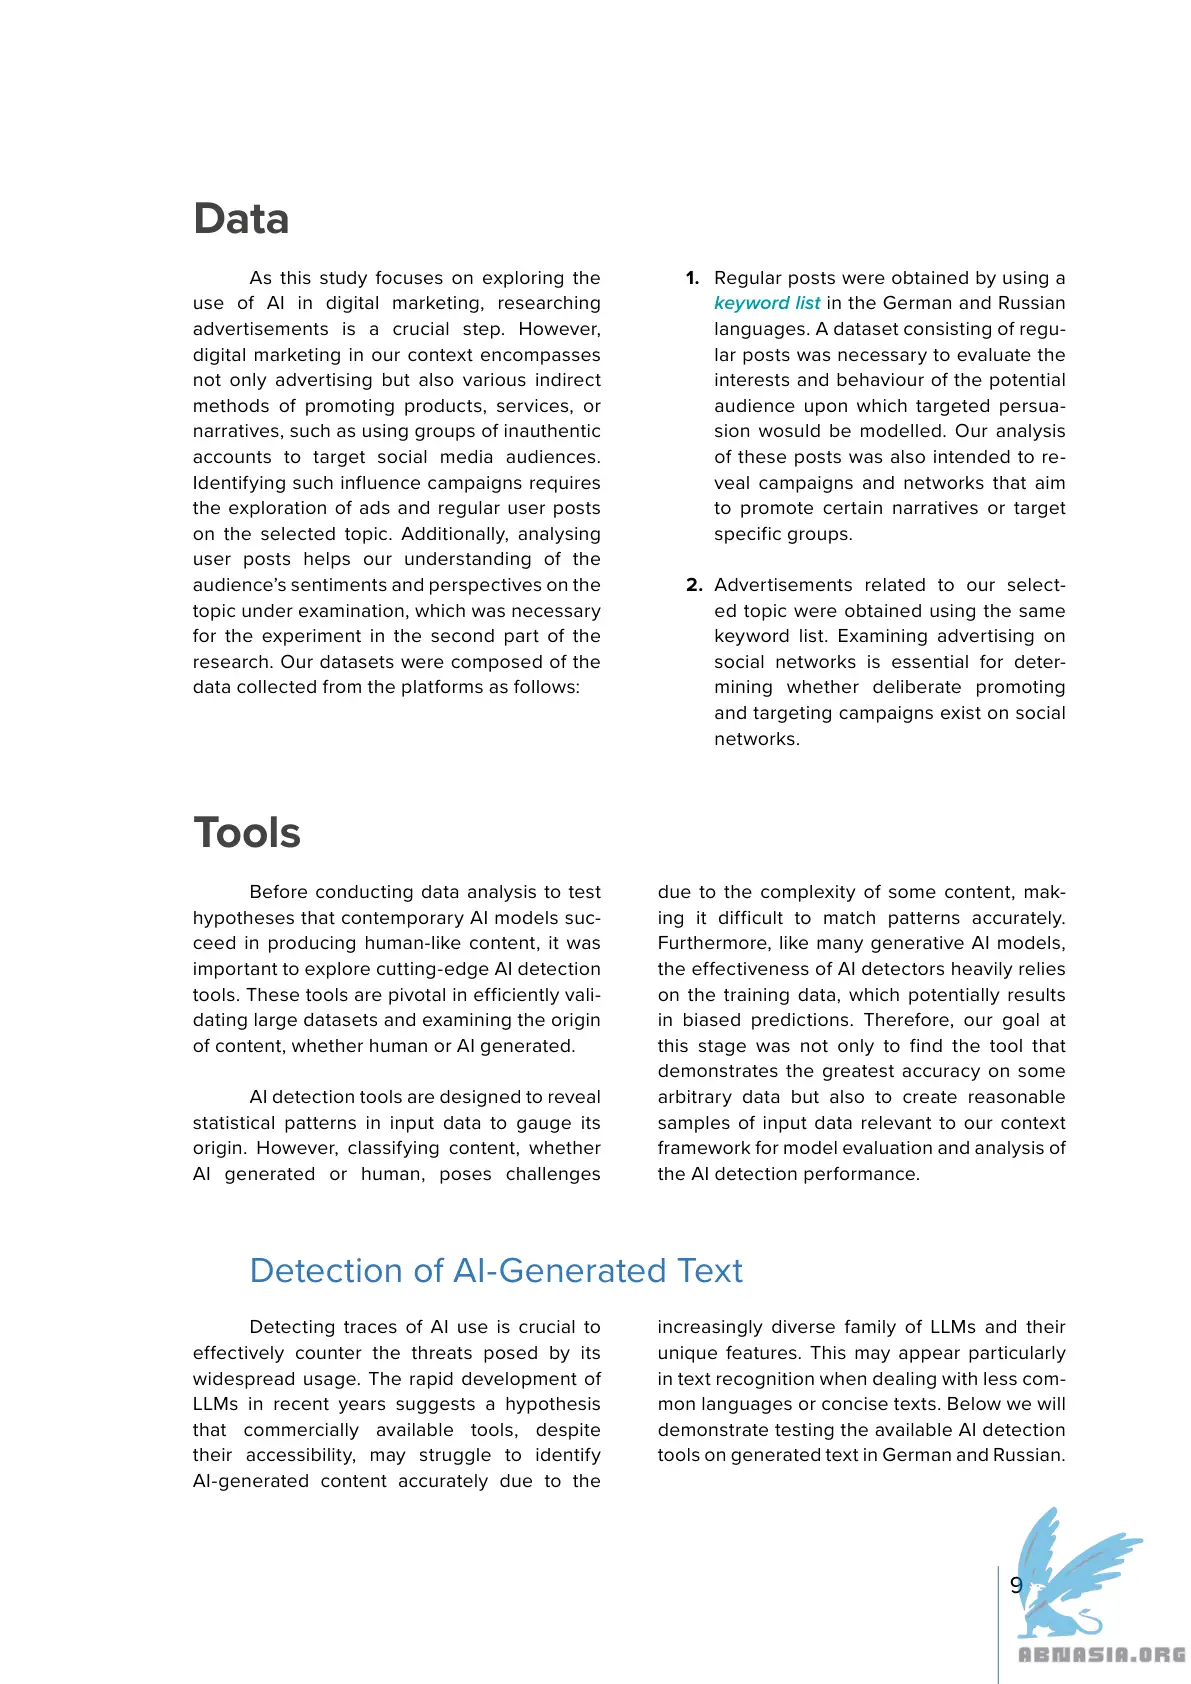 Data
As this study focuses on exploring the
use of AI in digital marketing, researching
advertisements is a crucial step. However,
digital marketing in our context encompasses
not only advertising but also various indirect
methods of promoting products, services, or
narratives, such as using groups of inauthentic
accounts to target social media audiences.
Identifying such influence campaigns requires
the exploration of ads and regular user posts
on the selected topic. Additionally, analysing
user posts helps our understanding of the
audience’s sentiments and perspectives on the
topic under examination, which was necessary
for the experiment in the second part of the
research. Our datasets were composed of the
data collected from the platforms as follows:
1. Regular posts were obtained by using a
keyword list in the German and Russian
languages. A dataset consisting of regu-
lar posts was necessary to evaluate the
interests and behaviour of the potential
audience upon which targeted persua-
sion wosuld be modelled. Our analysis
of these posts was also intended to re-
veal campaigns and networks that aim
to promote certain narratives or target
specific groups.
2. Advertisements related to our select-
ed topic were obtained using the same
keyword list. Examining advertising on
social networks is essential for deter-
mining whether deliberate promoting
and targeting campaigns exist on social
networks.
Tools
Before conducting data analysis to test
hypotheses that contemporary AI models suc-
ceed in producing human-like content, it was
important to explore cutting-edge AI detection
tools. These tools are pivotal in efficiently vali-
dating large datasets and examining the origin
of content, whether human or AI generated.
AI detection tools are designed to reveal
statistical patterns in input data to gauge its
origin. However, classifying content, whether
AI generated or human, poses challenges
due to the complexity of some content, mak-
ing it difficult to match patterns accurately.
Furthermore, like many generative AI models,
the effectiveness of AI detectors heavily relies
on the training data, which potentially results
in biased predictions. Therefore, our goal at
this stage was not only to find the tool that
demonstrates the greatest accuracy on some
arbitrary data but also to create reasonable
samples of input data relevant to our context
framework for model evaluation and analysis of
the AI detection performance.
Detection of AI-Generated Text
Detecting traces of AI use is crucial to
effectively counter the threats posed by its
widespread usage. The rapid development of
LLMs in recent years suggests a hypothesis
that commercially available tools, despite
their accessibility, may struggle to identify
AI-generated content accurately due to the
increasingly diverse family of LLMs and their
unique features. This may appear particularly
in text recognition when dealing with less com-
mon languages or concise texts. Below we will
demonstrate testing the available AI detection
tools on generated text in German and Russian.
9
ABNASIA.ORG